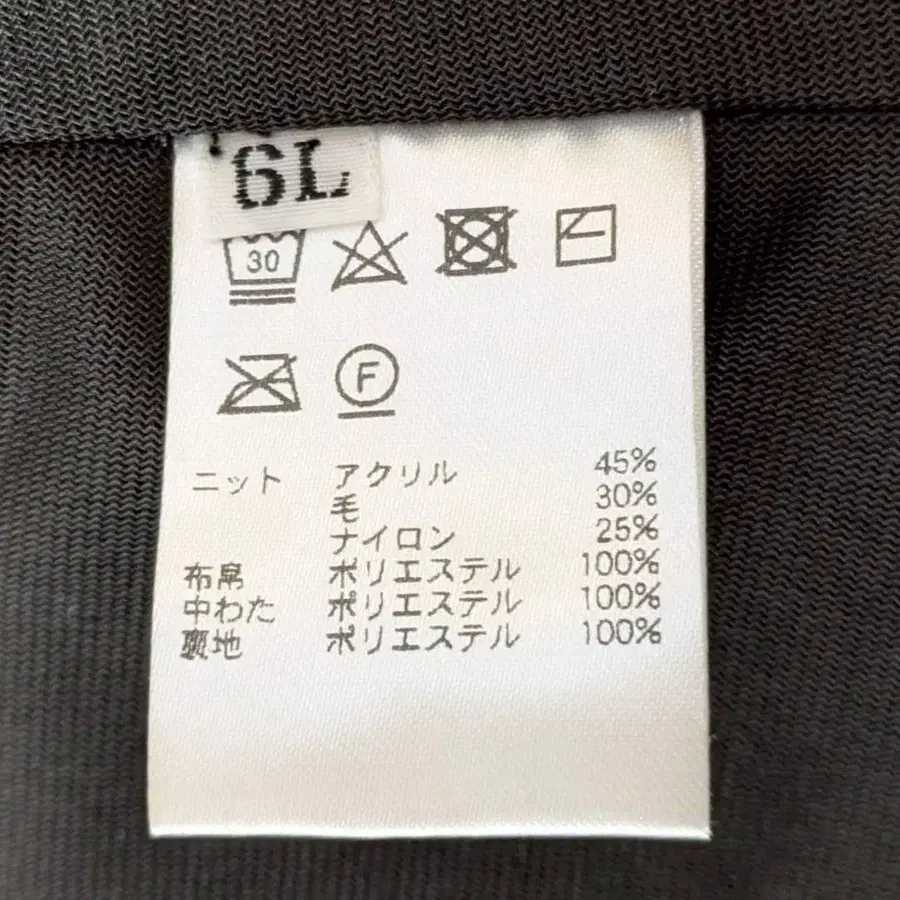 6L
30
F
ニット アクリル 45%
毛 30%
ナイロン 25%
布帛 ポリエステル 100%
中わた ポリエステル 100%
裏地 ポリエステル 100%